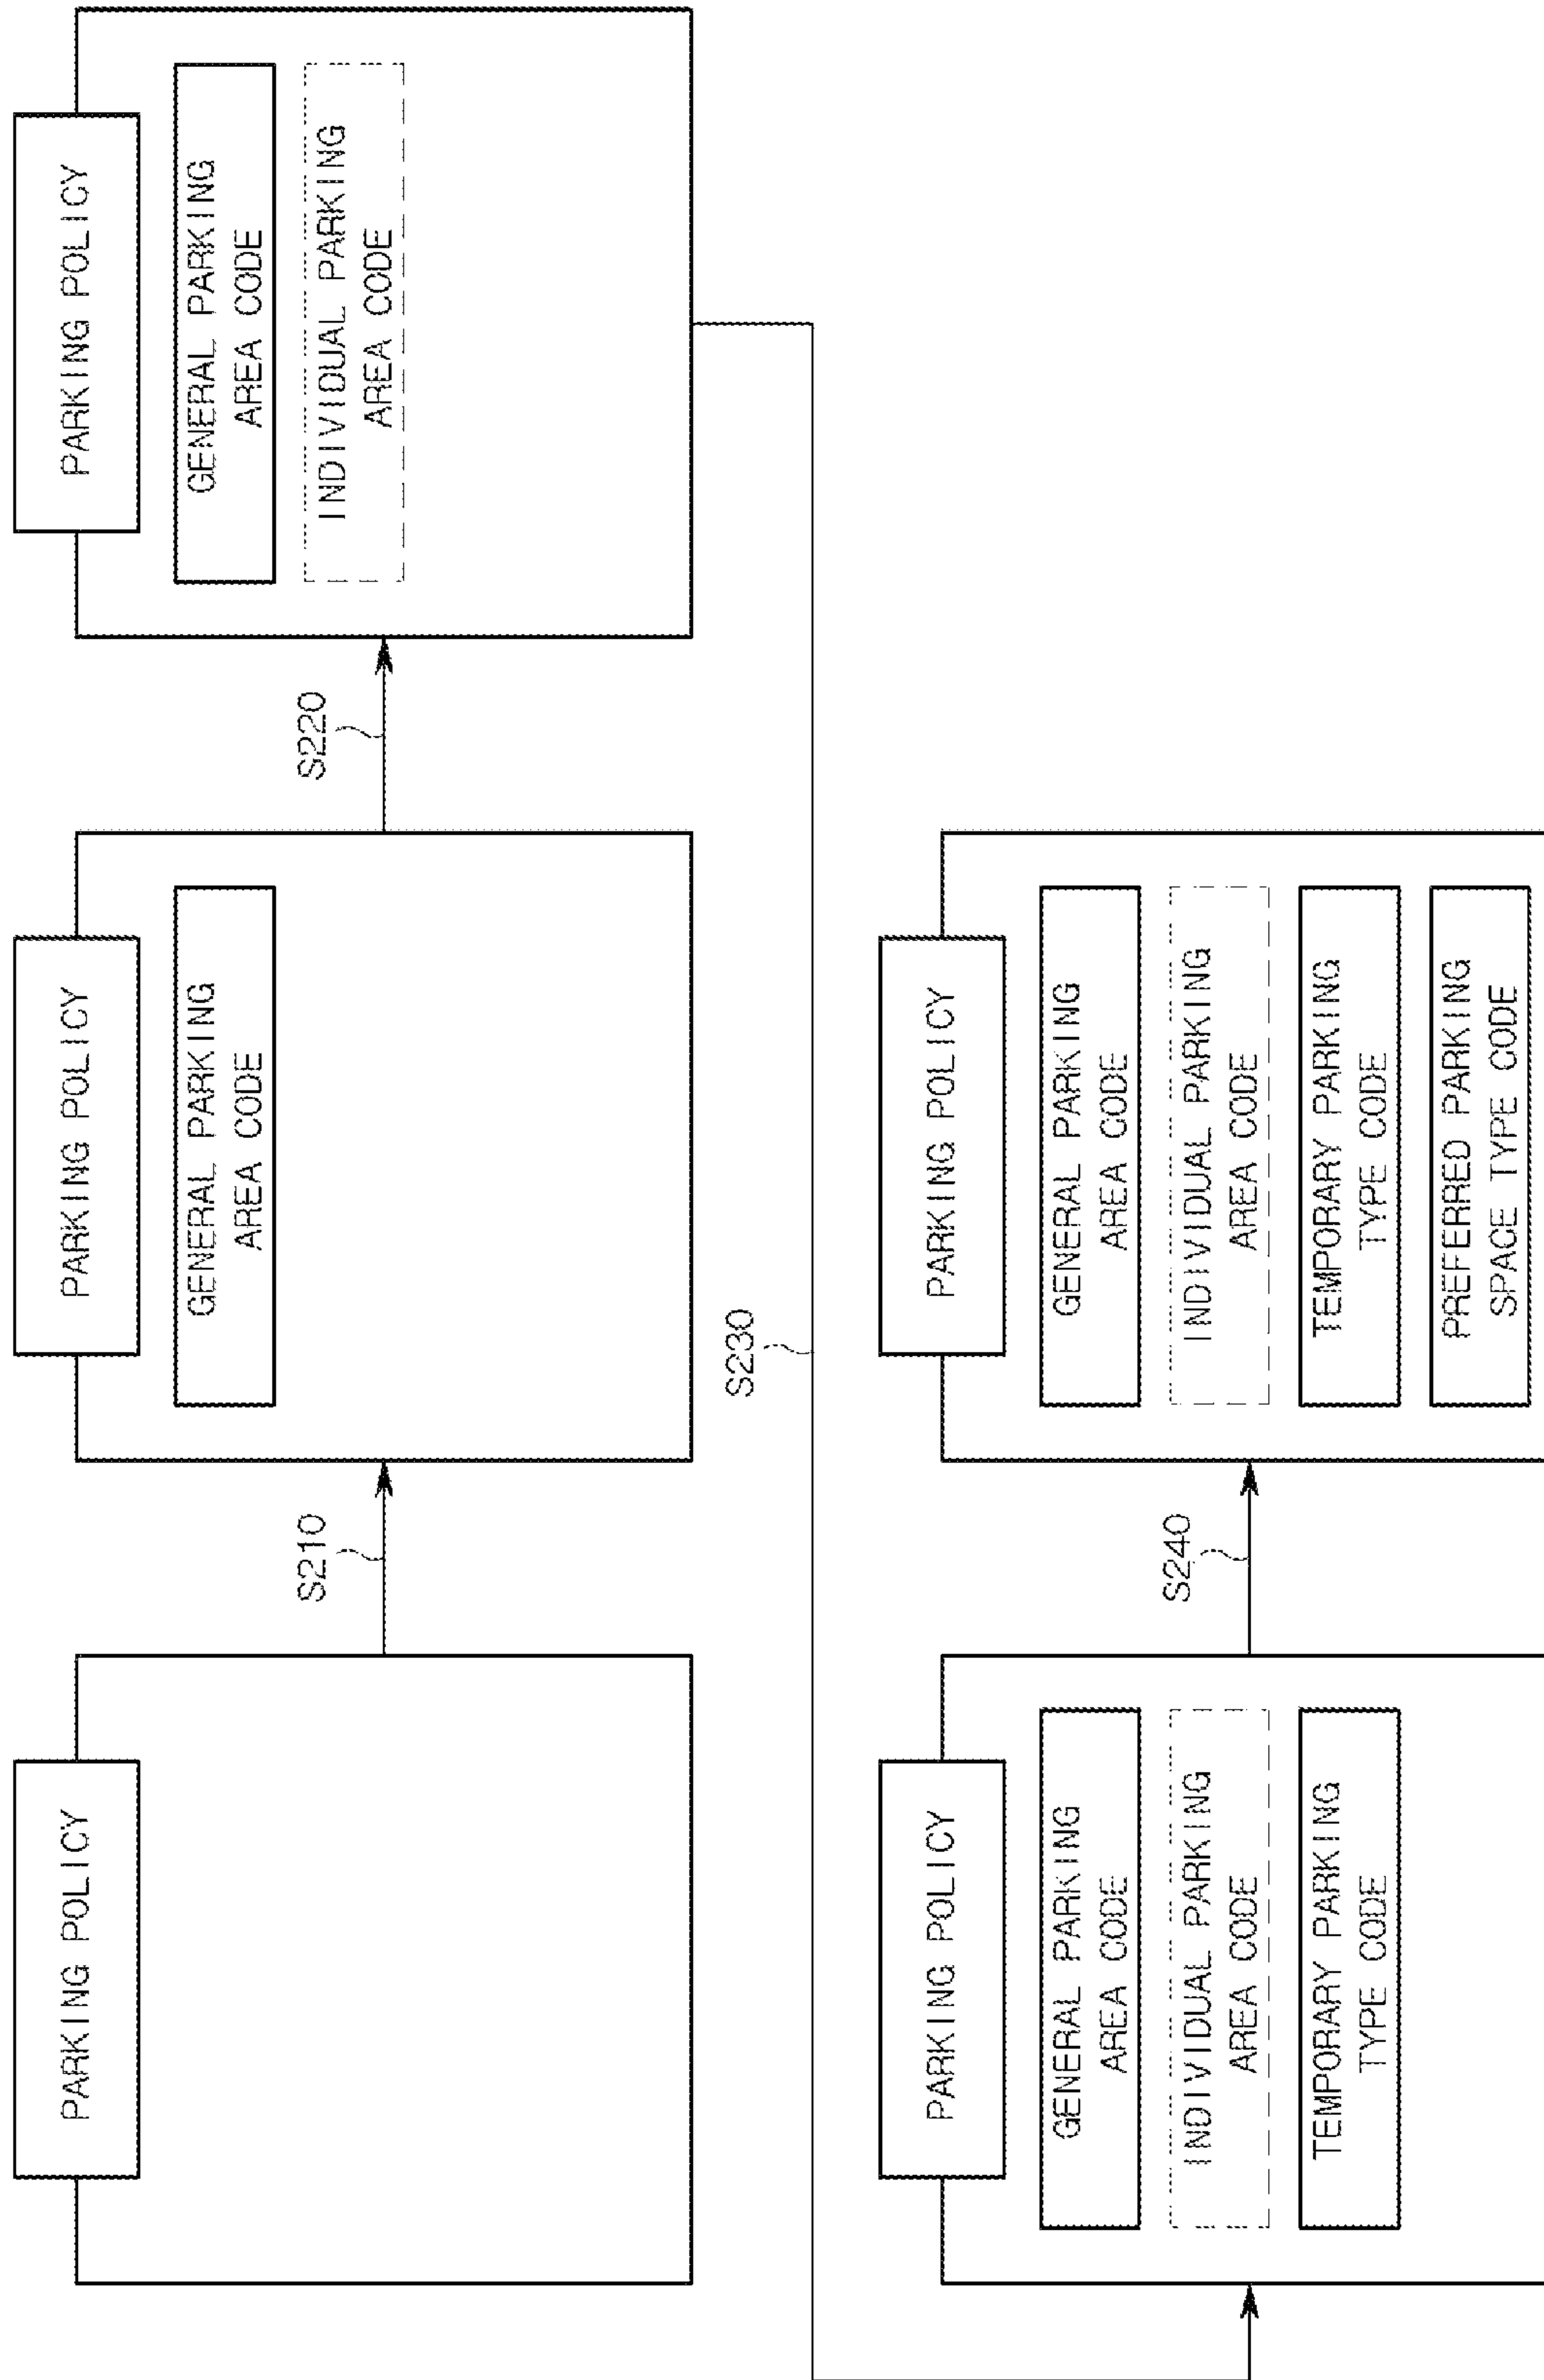 PARKING POLICY
S210
PARKING POLICY
GENERAL PARKING
AREA CODE
S220
PARKING POLICY
GENERAL PARKING
AREA CODE
INDIVIDUAL PARKING
AREA CODE
S230
PARKING POLICY
GENERAL PARKING
AREA CODE
INDIVIDUAL PARKING
AREA CODE
TEMPORARY PARKING
TYPE CODE
S240
PARKING POLICY
GENERAL PARKING
AREA CODE
INDIVIDUAL PARKING
AREA CODE
TEMPORARY PARKING
TYPE CODE
PREFERRED PARKING
SPACE TYPE CODE